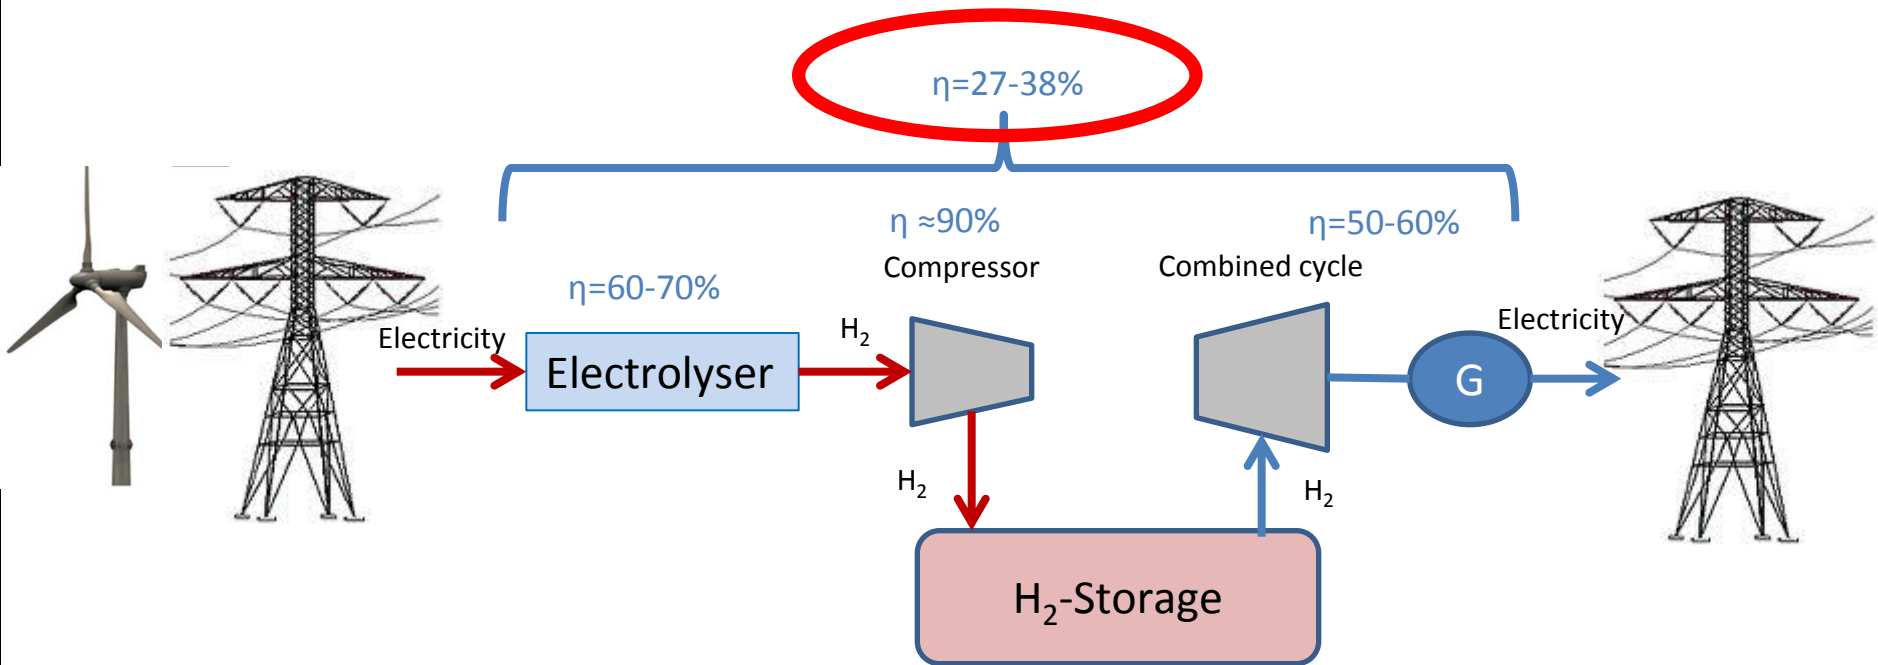 η=27-38%
η ≈90%
η=50-60%
Compressor
Combined cycle
η=60-70%
Electricity
H₂
Electricity
Electrolyser
G
H₂
H₂
H₂-Storage